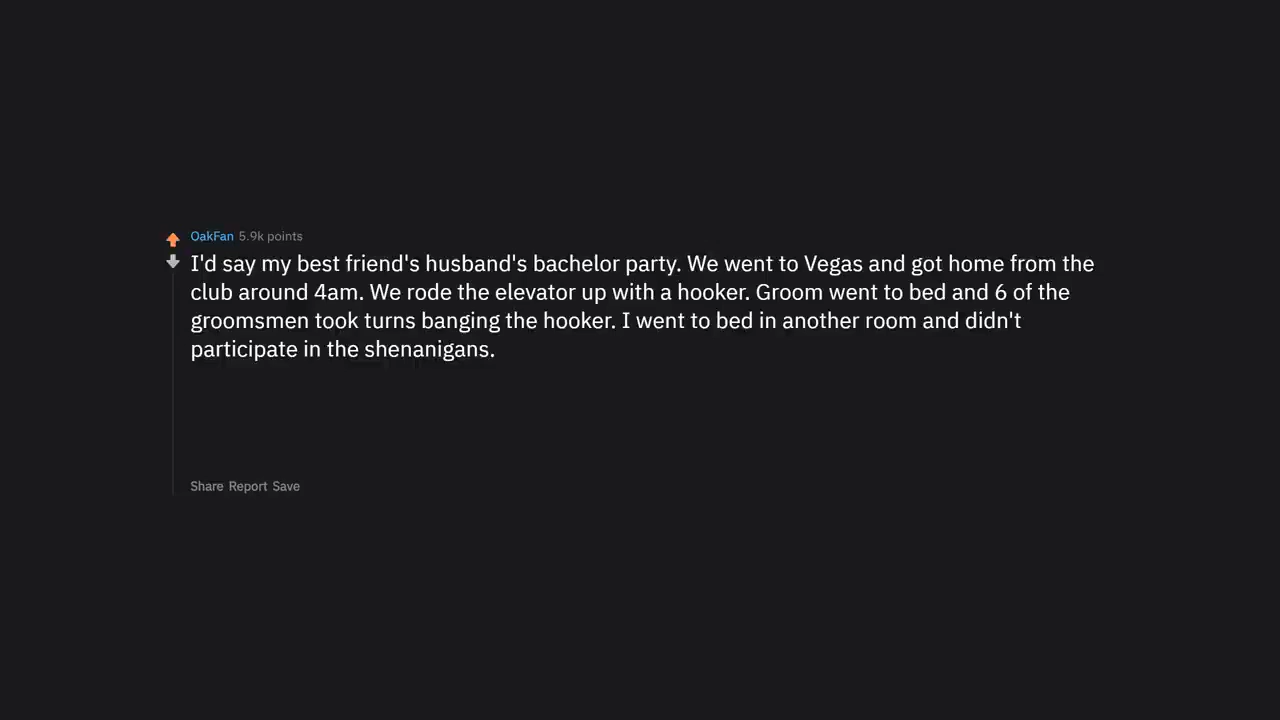 OakFan 5.9k points
I'd say my best friend's husband's bachelor party. We went to Vegas and got home from the
club around 4am. We rode the elevator up with a hooker. Groom went to bed and 6 of the
groomsmen took turns banging the hooker. I went to bed in another room and didn't
participate in the shenanigans.
Share Report Save